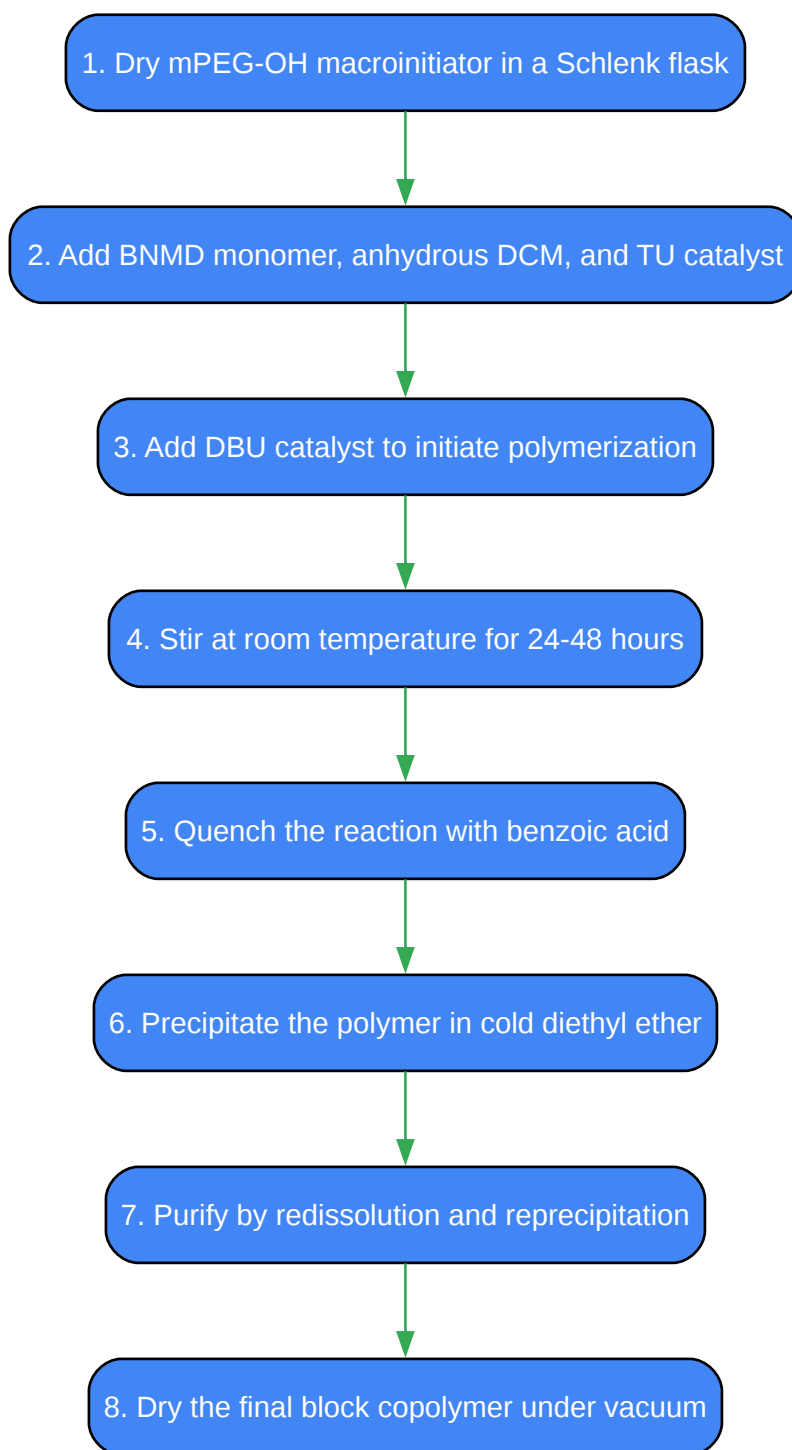 1. Dry mPEG-OH macroinitiator in a Schlenk flask
2. Add BNMD monomer, anhydrous DCM, and TU catalyst
3. Add DBU catalyst to initiate polymerization
4. Stir at room temperature for 24-48 hours
5. Quench the reaction with benzoic acid
6. Precipitate the polymer in cold diethyl ether
7. Purify by redissolution and reprecipitation
8. Dry the final block copolymer under vacuum